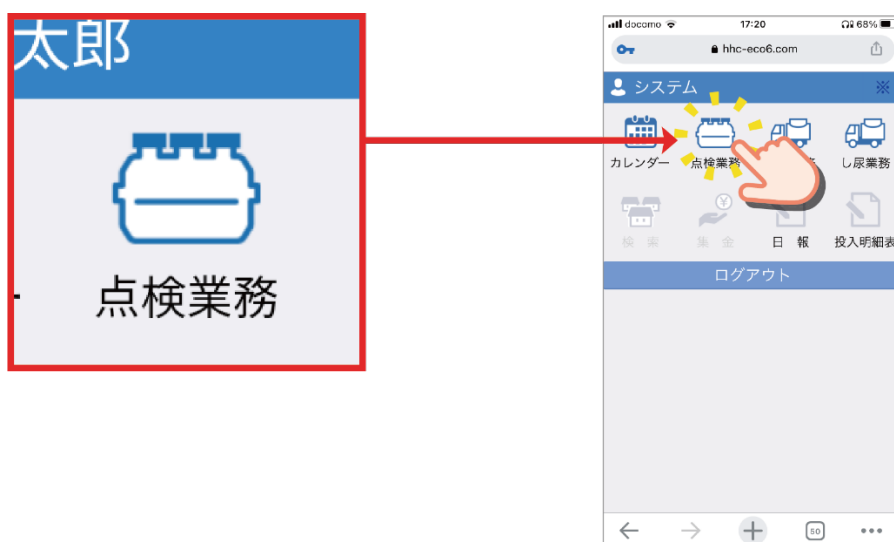 太郎
点検業務
docomo 17:20 68%
hhc-eco6.com
システム ※
カレンダー 点検業務 し尿業務
検 索 集 金 日 報 投入明細表
ログアウト
50